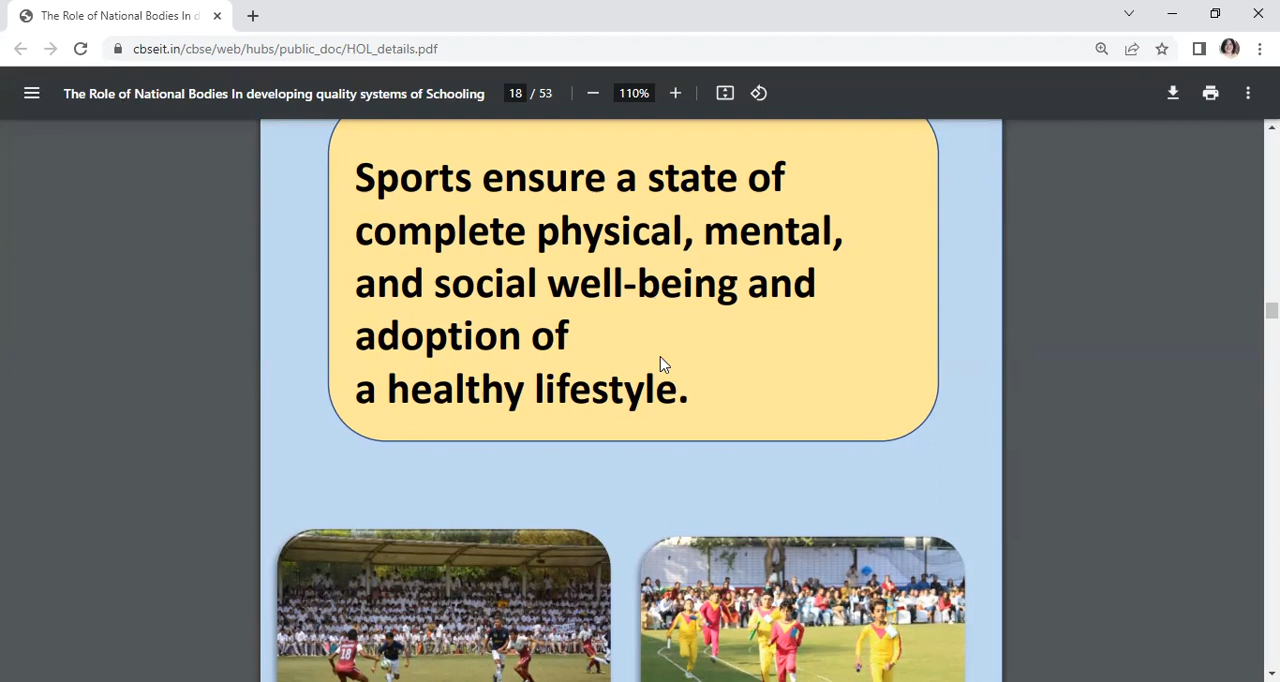 The Role of National Bodies In d
cbseit.in/cbse/web/hubs/public_doc/HOL_details.pdf
The Role of National Bodies In developing quality systems of Schooling 18 / 53 110%
Sports ensure a state of
complete physical, mental,
and social well-being and
adoption of
a healthy lifestyle.
18